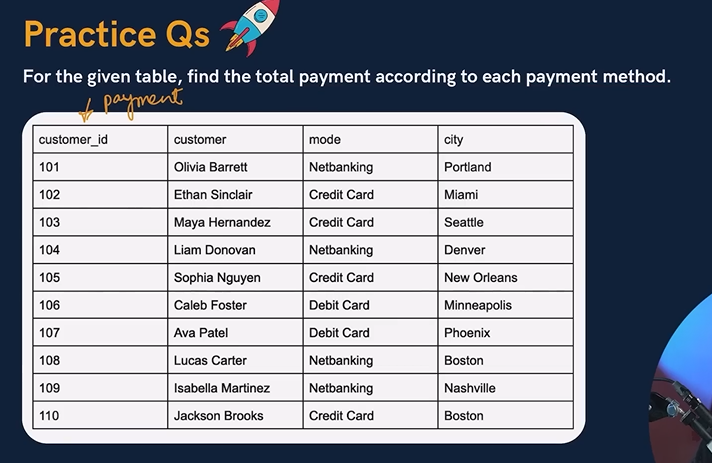 Practice Qs
For the given table, find the total payment according to each payment method.
payment
customer_id customer mode city
101 Olivia Barrett Netbanking Portland
102 Ethan Sinclair Credit Card Miami
103 Maya Hernandez Credit Card Seattle
104 Liam Donovan Netbanking Denver
105 Sophia Nguyen Credit Card New Orleans
106 Caleb Foster Debit Card Minneapolis
107 Ava Patel Debit Card Phoenix
108 Lucas Carter Netbanking Boston
109 Isabella Martinez Netbanking Nashville
110 Jackson Brooks Credit Card Boston